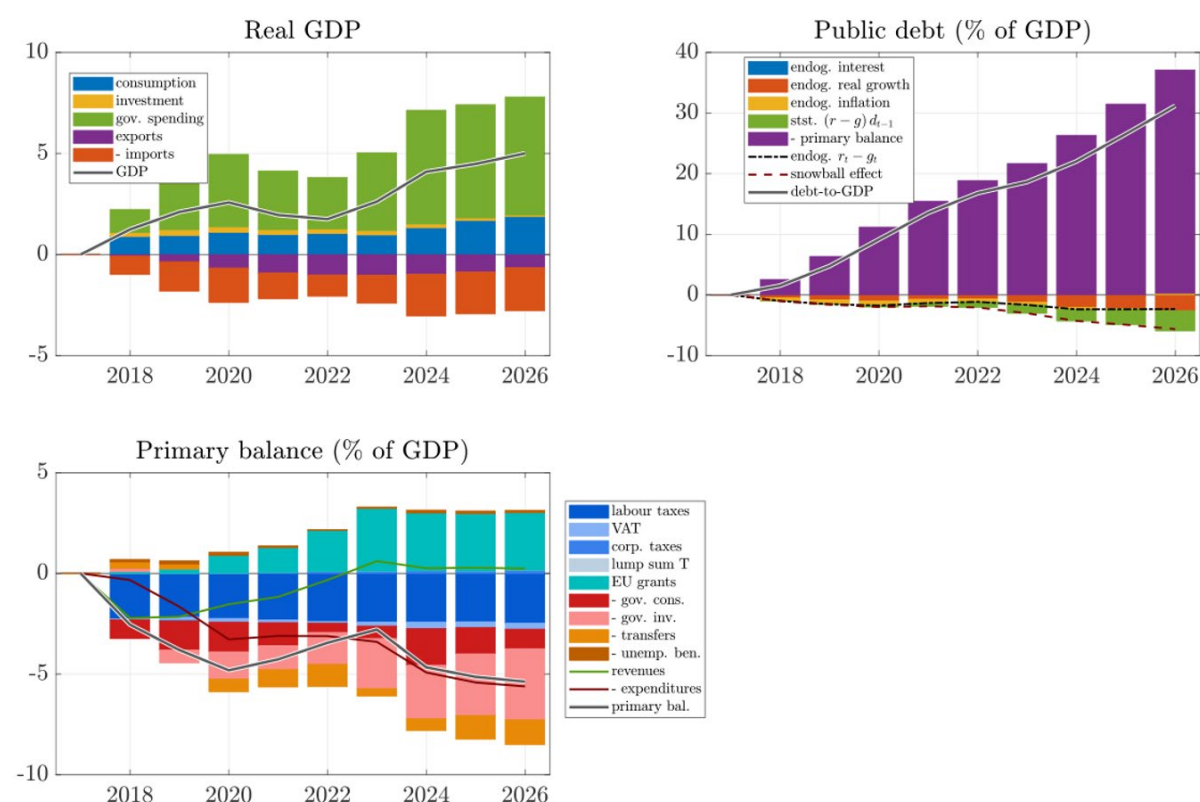 Real GDP
10
5
0
-5
consumption
investment
gov. spending
exports
- imports
GDP
2018 2020 2022 2024 2026
Public debt (% of GDP)
40
30
20
10
0
-10
endog. interest
endog. real growth
endog. inflation
stst. (r − g) dₜ₋₁
- primary balance
endog. rₜ − gₜ
snowball effect
debt-to-GDP
2018 2020 2022 2024 2026
Primary balance (% of GDP)
5
0
-5
-10
labour taxes
VAT
corp. taxes
lump sum T
EU grants
- gov. cons.
- gov. inv.
- transfers
- unemp. ben.
revenues
- expenditures
primary bal.
2018 2020 2022 2024 2026